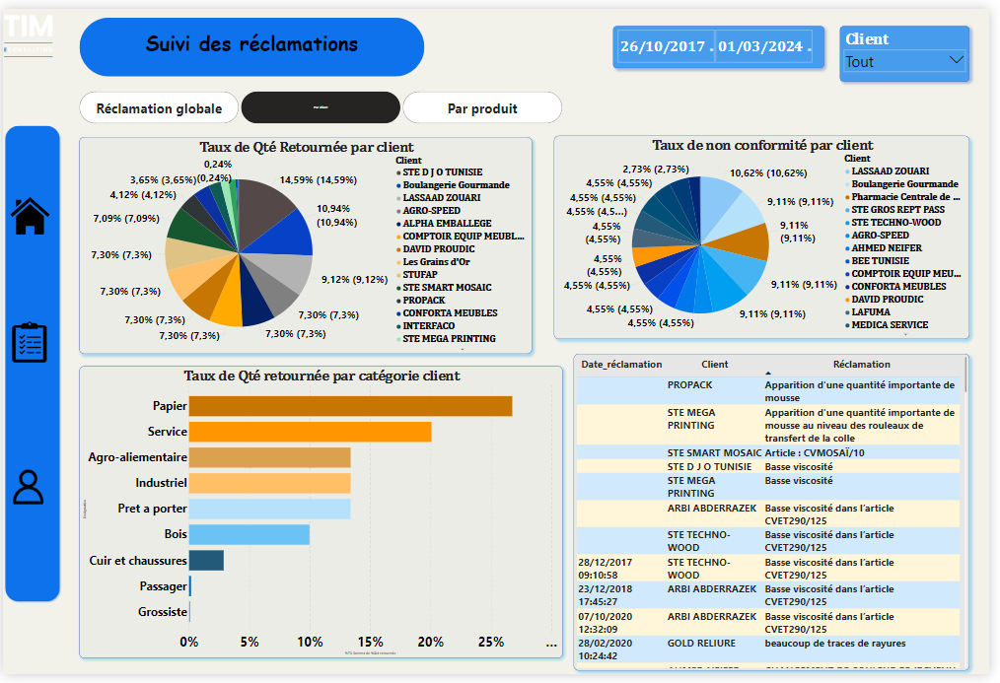 TIM
CONSULTING
Suivi des réclamations
26/10/2017
01/03/2024
Client
Tout
Réclamation globale
Par client
Par produit
Taux de Qté Retournée par client
0,24%
(0,24%)
3,65% (3,65%)
4,12% (4,12%)
7,09% (7,09%)
7,30% (7,3%)
7,30% (7,3%)
7,30% (7,3%)
7,30% (7,3%)
7,30% (7,3%)
7,30% (7,3%)
9,12% (9,12%)
10,94%
(10,94%)
14,59% (14,59%)
Client
STE D J O TUNISIE
Boulangerie Gourmande
LASSAAD ZOUARI
AGRO-SPEED
ALPHA EMBALLEGE
COMPTOIR EQUIP MEUBL...
DAVID PROUDIC
Les Grains d'Or
STUFAP
STE SMART MOSAIC
PROPACK
CONFORTA MEUBLES
INTERFACO
STE MEGA PRINTING
Taux de non conformité par client
2,73% (2,73%)
4,55% (4,55%)
4,55% (4,55%)
4,55% (4,5...)
4,55%
(4,55%)
4,55%
(4,55%)
4,55% (4,55%)
4,55% (4,55%)
4,55% (4,55%)
9,11% (9,11%)
9,11% (9,11%)
9,11%
(9,11%)
9,11% (9,11%)
10,62% (10,62%)
Client
LASSAAD ZOUARI
Boulangerie Gourmande
Pharmacie Centrale de ...
STE GROS REPT PASS
STE TECHNO-WOOD
AGRO-SPEED
AHMED NEIFER
BEE TUNISIE
COMPTOIR EQUIP MEU...
CONFORTA MEUBLES
DAVID PROUDIC
LAFUMA
MEDICA SERVICE
Taux de Qté retournée par catégorie client
Papier
Service
Agro-aliementaire
Industriel
Pret a porter
Bois
Cuir et chaussures
Passager
Grossiste
0% 5% 10% 15% 20% 25% ...
Date_réclamation Client Réclamation
PROPACK Apparition d'une quantité importante de
mousse
STE MEGA Apparition d'une quantité importante de
PRINTING mousse au niveau des rouleaux de
transfert de la colle
STE SMART MOSAIC Article : CVMOSAÏ/10
STE D J O TUNISIE Basse viscosité
STE MEGA Basse viscosité
PRINTING
ARBI ABDERRAZEK Basse viscosité dans l'article
CVET290/125
STE TECHNO- Basse viscosité dans l'article
WOOD CVET290/125
28/12/2017 STE TECHNO- Basse viscosité dans l'article
09:10:58 WOOD CVET290/125
23/12/2018 ARBI ABDERRAZEK Basse viscosité dans l'article
17:45:27 CVET290/125
07/10/2020 ARBI ABDERRAZEK Basse viscosité dans l'article
12:32:09 CVET290/125
28/02/2020 GOLD RELIURE beaucoup de traces de rayures
10:24:42